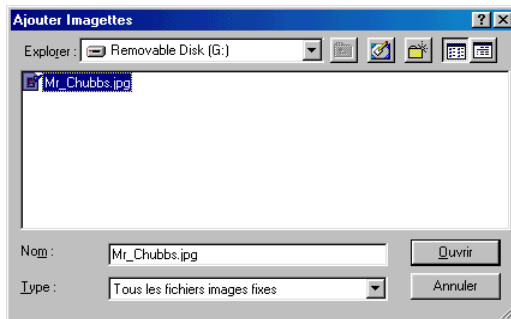 Ajouter Imagettes
Explorer : Removable Disk (G:)
Mr_Chubbs.jpg
Nom : Mr_Chubbs.jpg Ouvrir
Type : Tous les fichiers images fixes Annuler